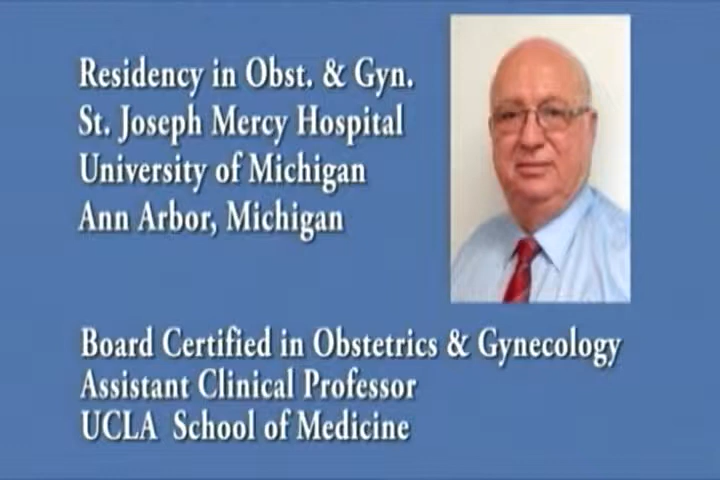 Residency in Obst. & Gyn.
St. Joseph Mercy Hospital
University of Michigan
Ann Arbor, Michigan
Board Certified in Obstetrics & Gynecology
Assistant Clinical Professor
UCLA School of Medicine